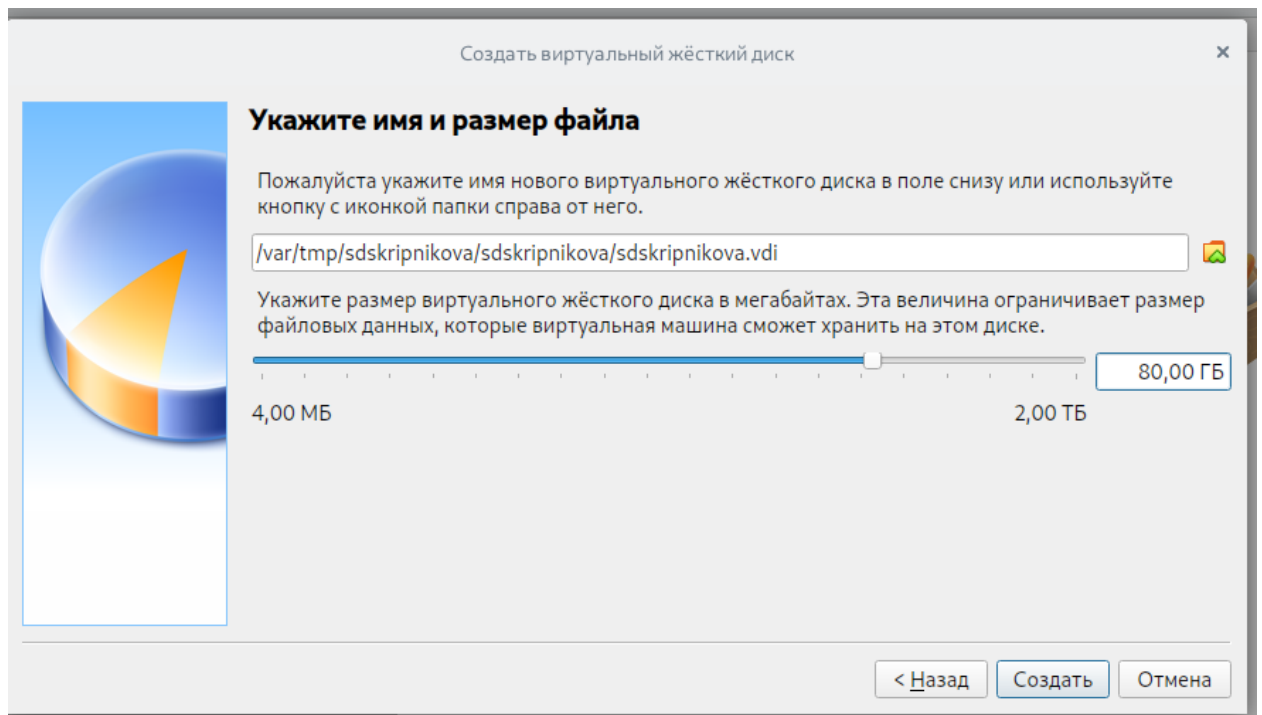 Создать виртуальный жёсткий диск
Укажите имя и размер файла
Пожалуйста укажите имя нового виртуального жёсткого диска в поле снизу или используйте
кнопку с иконкой папки справа от него.
/var/tmp/sdskripnikova/sdskripnikova/sdskripnikova.vdi
Укажите размер виртуального жёсткого диска в мегабайтах. Эта величина ограничивает размер
файловых данных, которые виртуальная машина сможет хранить на этом диске.
80,00 ГБ
4,00 МБ
2,00 ТБ
< Назад
Создать
Отмена